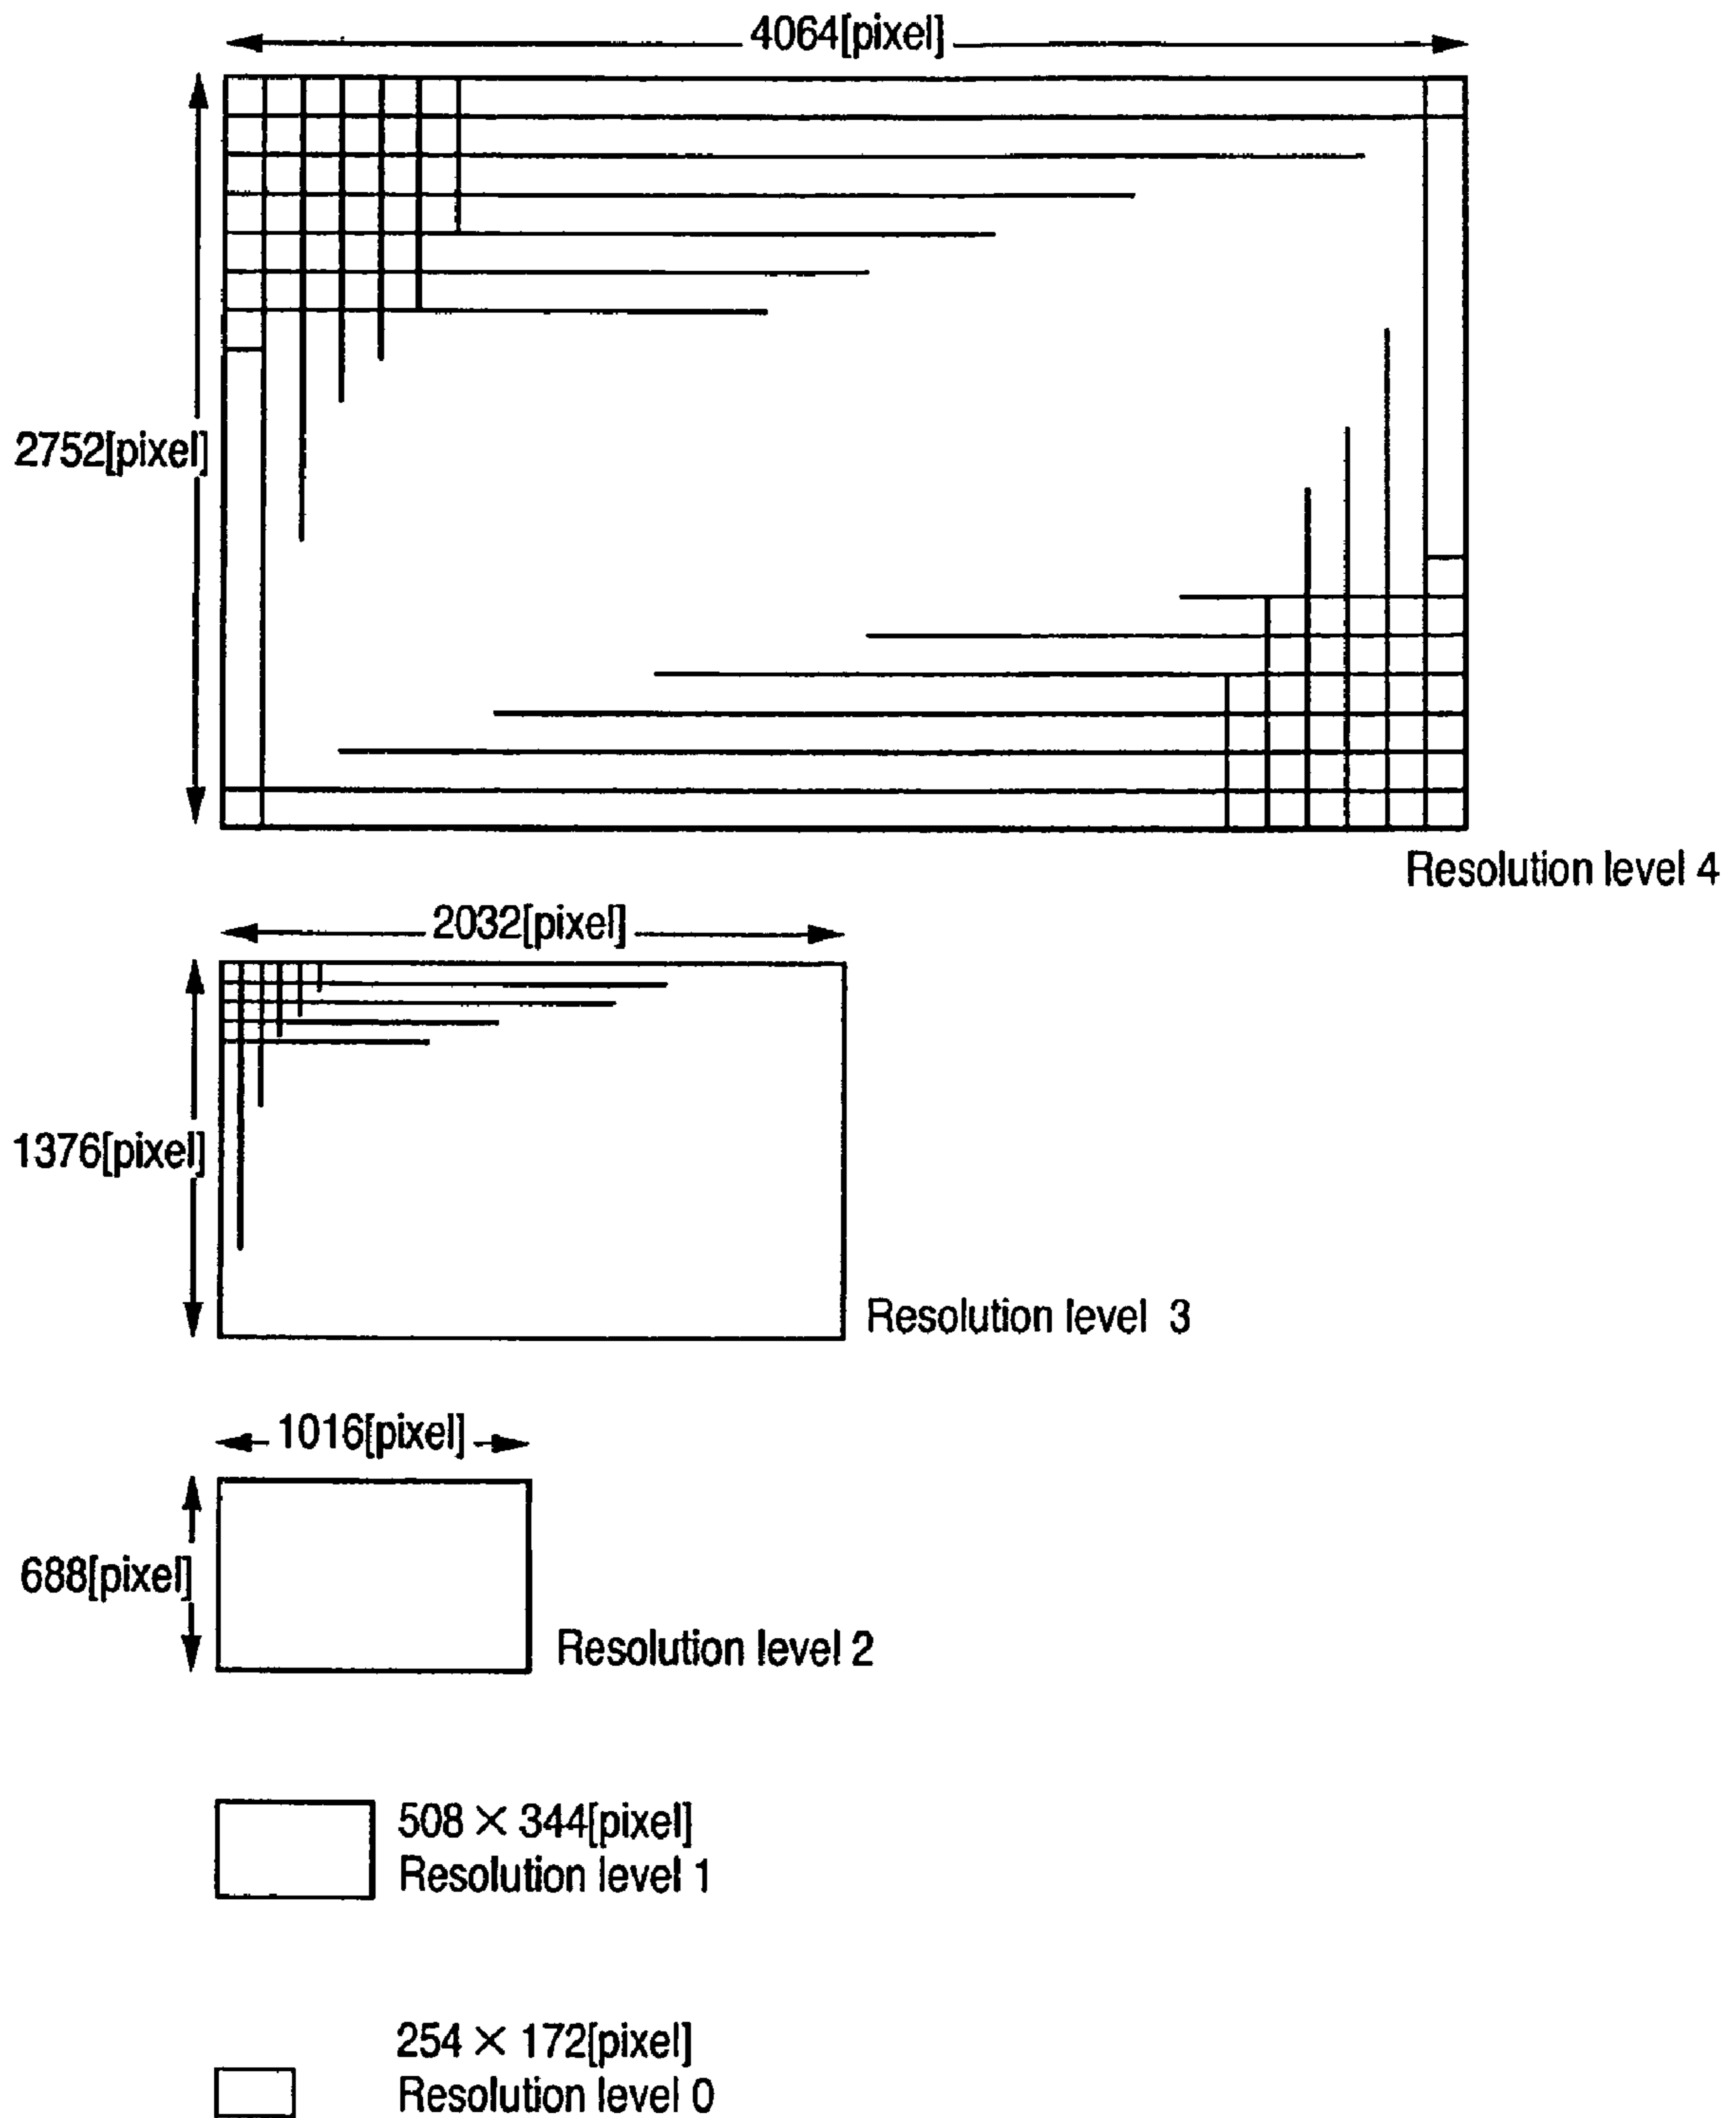 4064[pixel]
2752[pixel]
Resolution level 4
2032[pixel]
1376[pixel]
Resolution level 3
1016[pixel]
688[pixel]
Resolution level 2
508 × 344[pixel]
Resolution level 1
254 × 172[pixel]
Resolution level 0